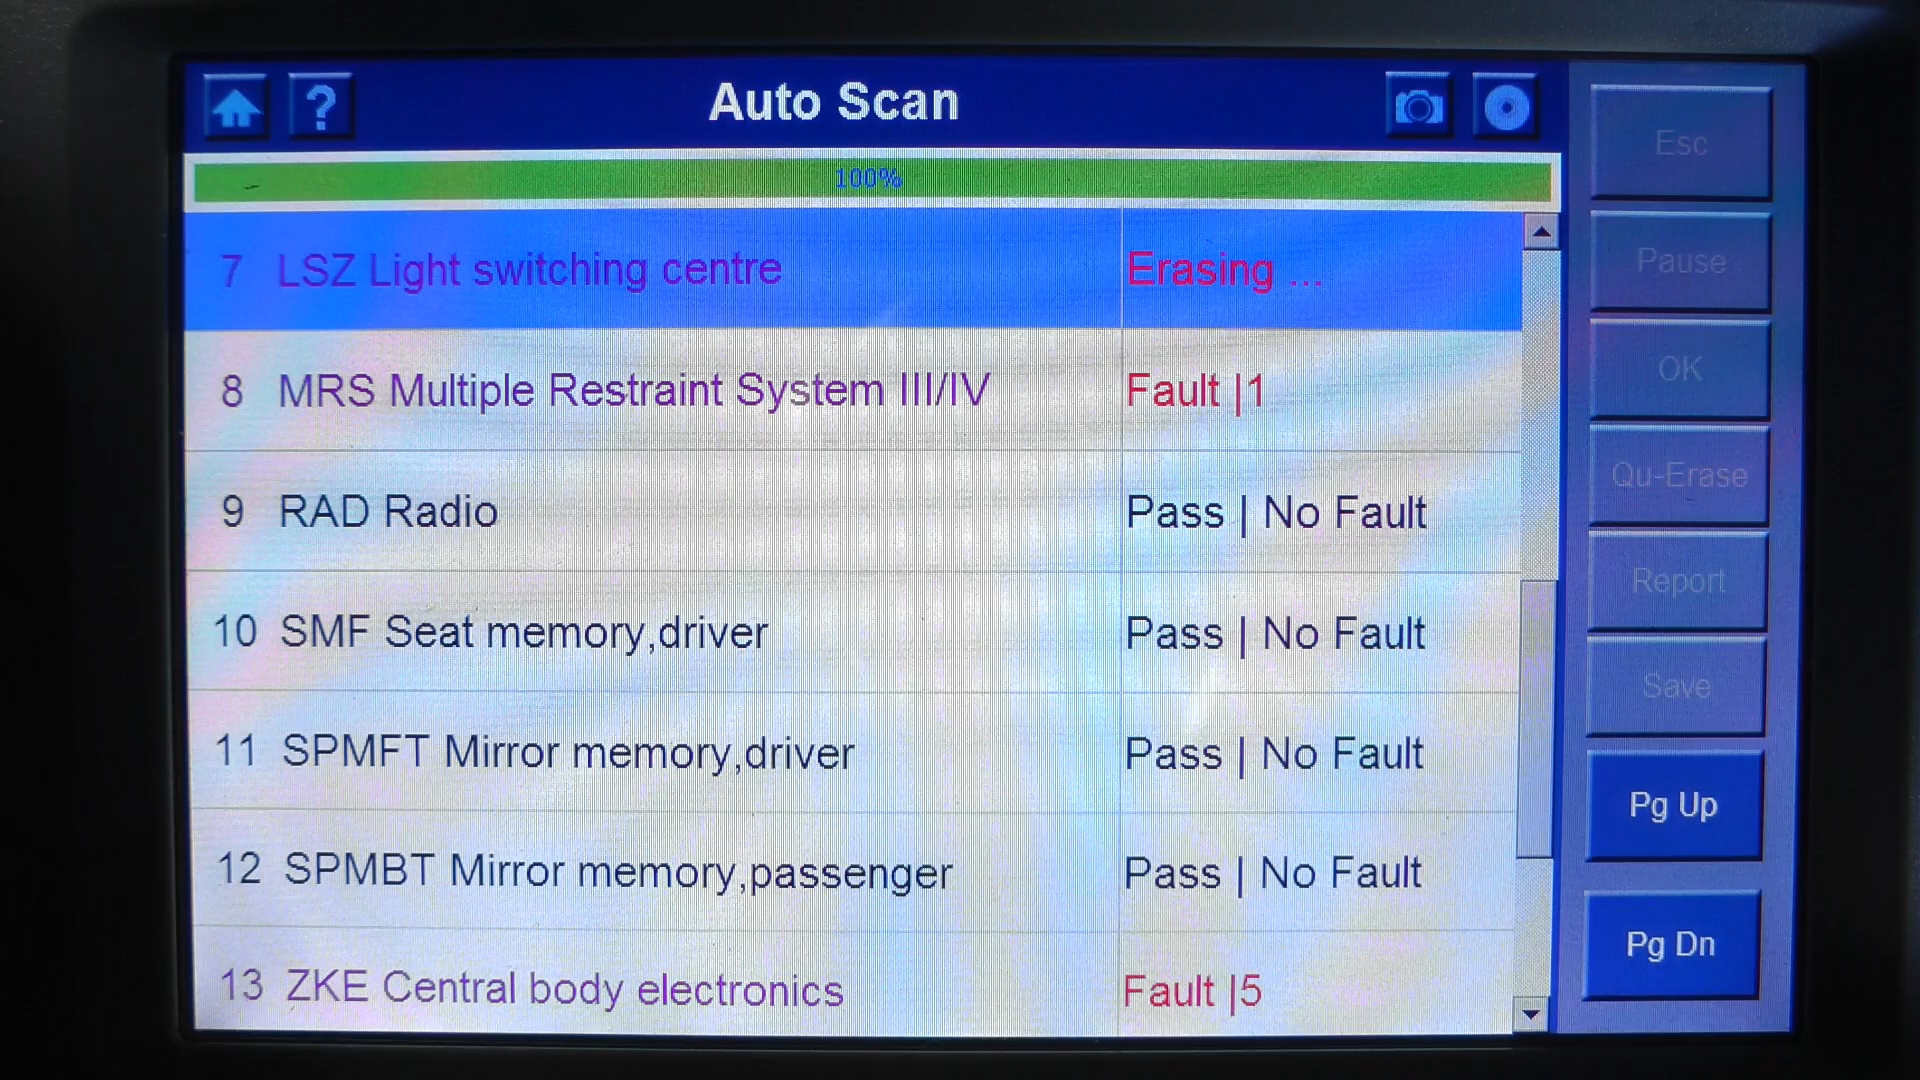 ?
Auto Scan
100%
7 LSZ Light switching centre Erasing ...
8 MRS Multiple Restraint System III/IV Fault |1
9 RAD Radio Pass | No Fault
10 SMF Seat memory,driver Pass | No Fault
11 SPMFT Mirror memory,driver Pass | No Fault
12 SPMBT Mirror memory,passenger Pass | No Fault
13 ZKE Central body electronics Fault |5
Esc
Pause
OK
Qu-Erase
Report
Save
Pg Up
Pg Dn